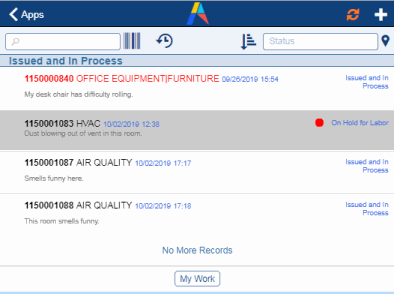 Apps
Status
Issued and In Process
1150000840 OFFICE EQUIPMENT|FURNITURE 09/26/2019 15:54
Issued and In Process
My desk chair has difficulty rolling.
1150001083 HVAC 10/02/2019 12:38
On Hold for Labor
Dust blowing out of vent in this room.
1150001087 AIR QUALITY 10/02/2019 17:17
Issued and In Process
Smells funny here.
1150001088 AIR QUALITY 10/02/2019 17:18
Issued and In Process
This room smells funny.
No More Records
My Work